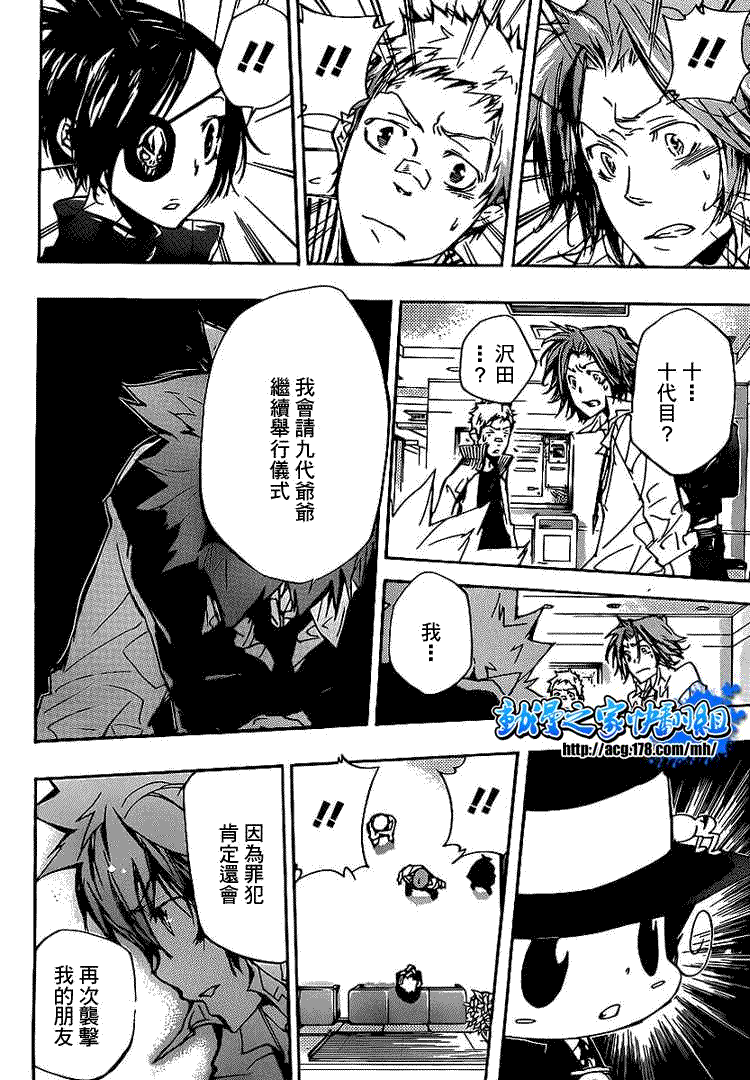 !!
!!
!!
十…
十代目？
沢田
…？
我…
我會請九代爺爺
繼續舉行儀式
動漫之家快翻組
http://acg.178.com/mh/
!!
!!
因為罪犯
肯定還會
再次襲擊
我的朋友